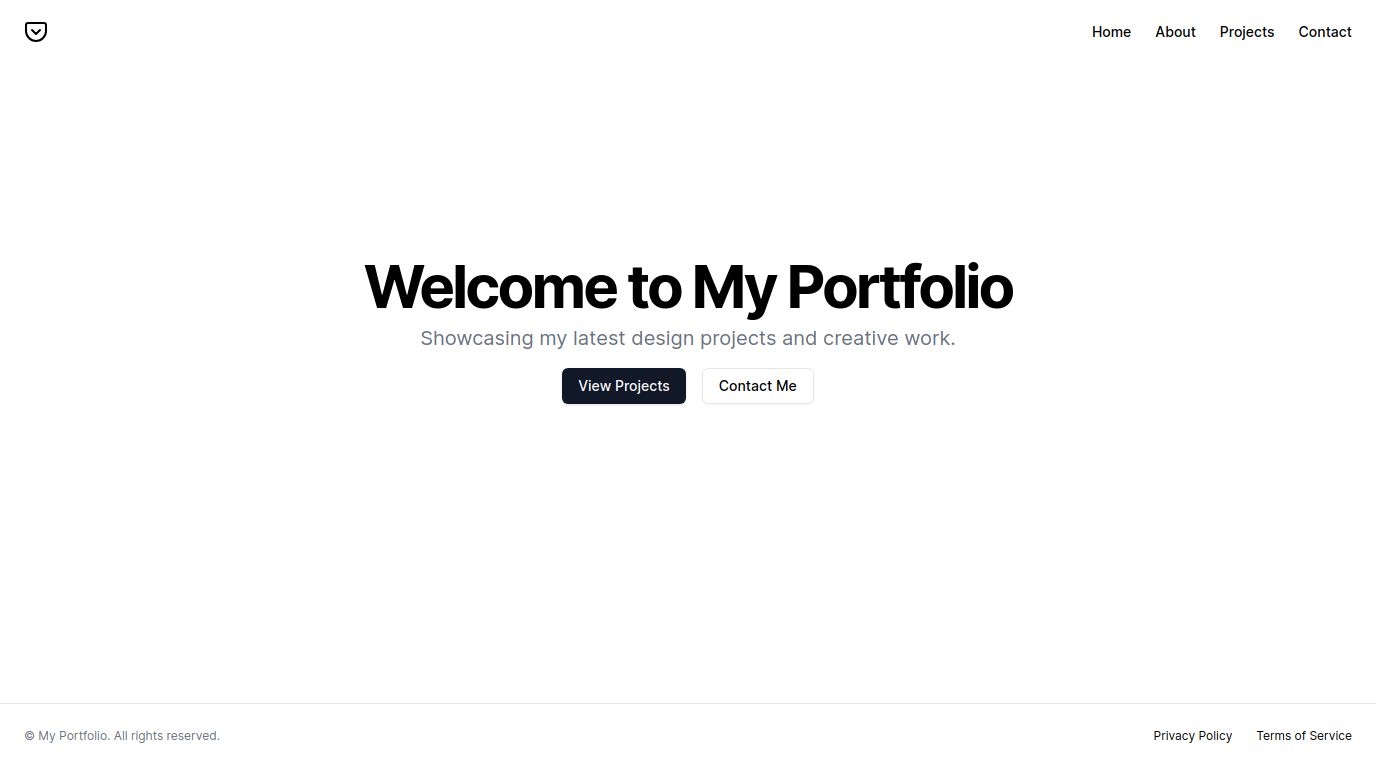 Home About Projects Contact
Welcome to My Portfolio
Showcasing my latest design projects and creative work.
View Projects Contact Me
© My Portfolio. All rights reserved. Privacy Policy Terms of Service